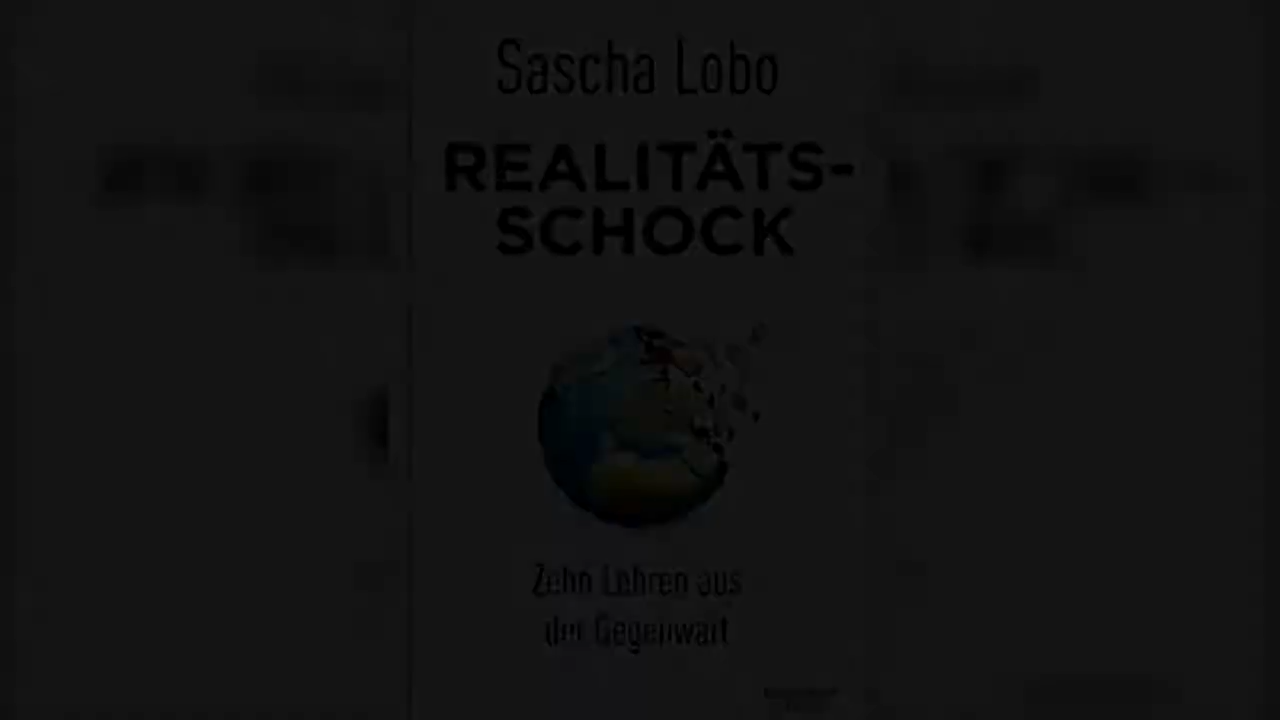 Sascha Lobo
REALITÄTS-
SCHOCK
Zehn Lehren aus
der Gegenwart